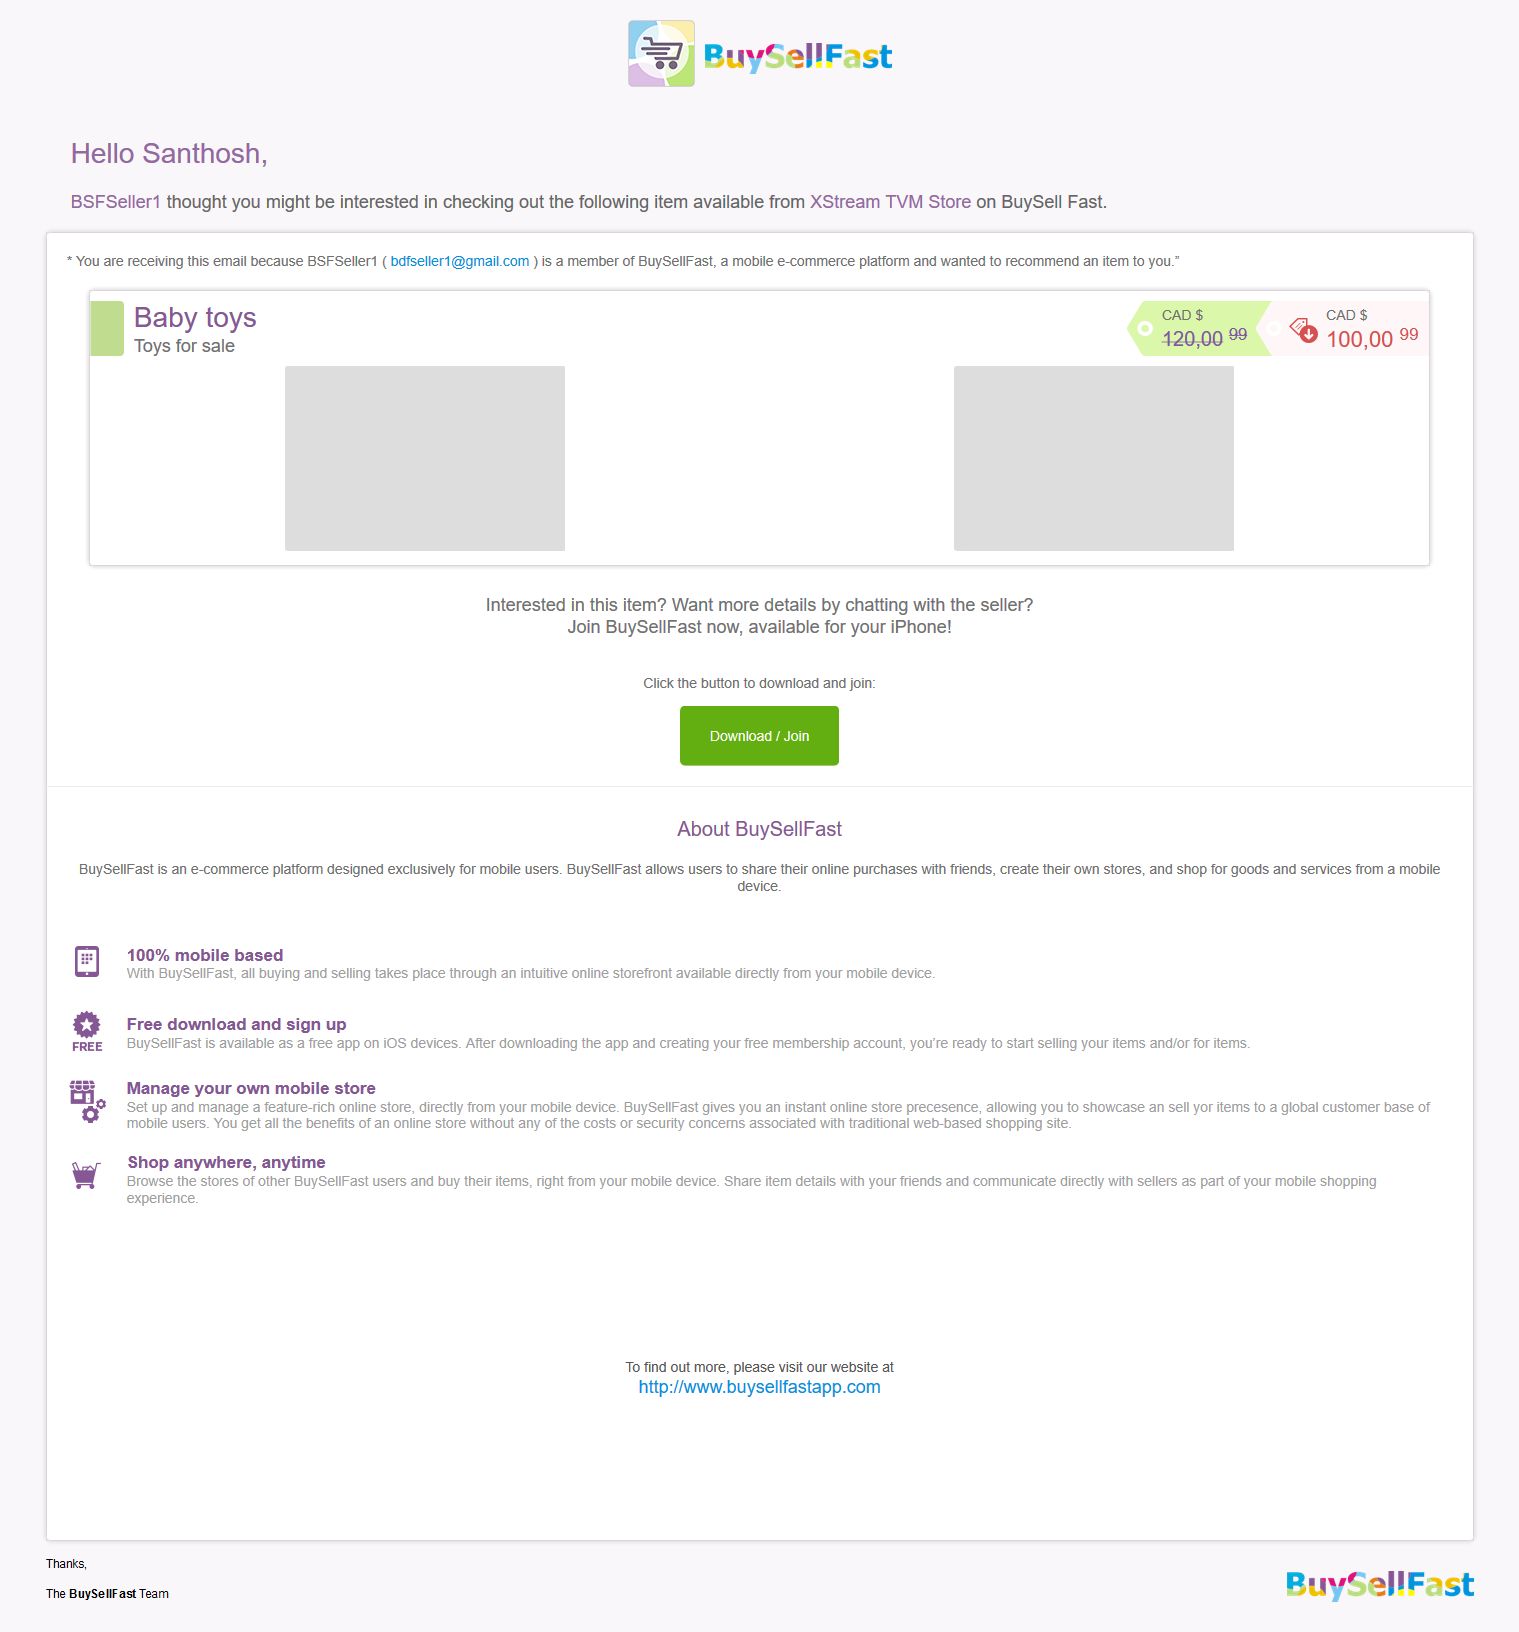 BuySellFast
Hello Santhosh,
BSFSeller1 thought you might be interested in checking out the following item available from XStream TVM Store on BuySell Fast.
* You are receiving this email because BSFSeller1 ( bdfseller1@gmail.com ) is a member of BuySellFast, a mobile e-commerce platform and wanted to recommend an item to you.”
Baby toys
Toys for sale
CAD $
120,00 99
CAD $
100,00 99
Interested in this item? Want more details by chatting with the seller?
Join BuySellFast now, available for your iPhone!
Click the button to download and join:
Download / Join
About BuySellFast
BuySellFast is an e-commerce platform designed exclusively for mobile users. BuySellFast allows users to share their online purchases with friends, create their own stores, and shop for goods and services from a mobile
device.
100% mobile based
With BuySellFast, all buying and selling takes place through an intuitive online storefront available directly from your mobile device.
Free download and sign up
FREE
BuySellFast is available as a free app on iOS devices. After downloading the app and creating your free membership account, you’re ready to start selling your items and/or for items.
Manage your own mobile store
Set up and manage a feature-rich online store, directly from your mobile device. BuySellFast gives you an instant online store precesence, allowing you to showcase an sell yor items to a global customer base of
mobile users. You get all the benefits of an online store without any of the costs or security concerns associated with traditional web-based shopping site.
Shop anywhere, anytime
Browse the stores of other BuySellFast users and buy their items, right from your mobile device. Share item details with your friends and communicate directly with sellers as part of your mobile shopping
experience.
To find out more, please visit our website at
http://www.buysellfastapp.com
Thanks,
The BuySellFast Team
BuySellFast